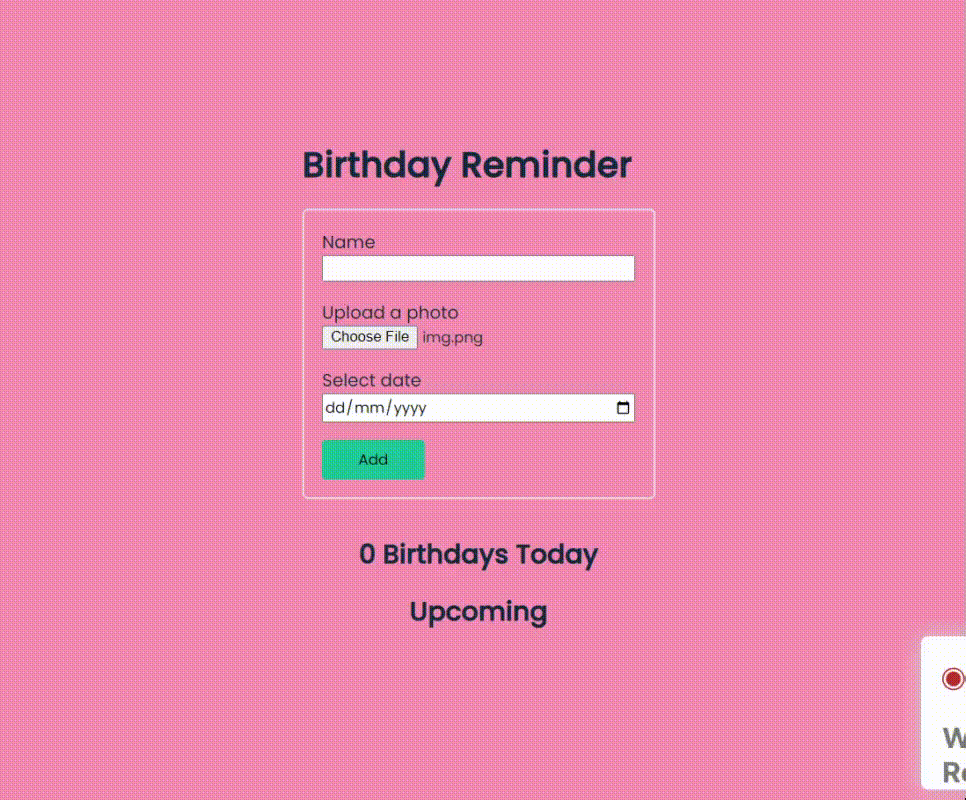 Birthday Reminder
Name
Upload a photo
Choose File img.png
Select date
dd/mm/yyyy
Add
0 Birthdays Today
Upcoming